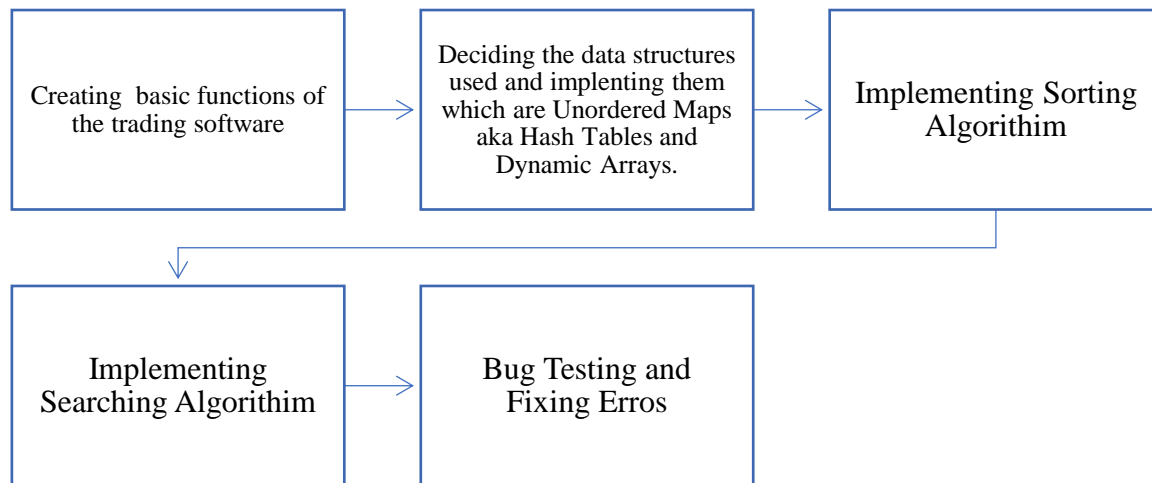 Creating basic functions of
the trading software
Deciding the data structures
used and implenting them
which are Unordered Maps
aka Hash Tables and
Dynamic Arrays.
Implementing Sorting
Algorithim
Implementing
Searching Algorithim
Bug Testing and
Fixing Erros